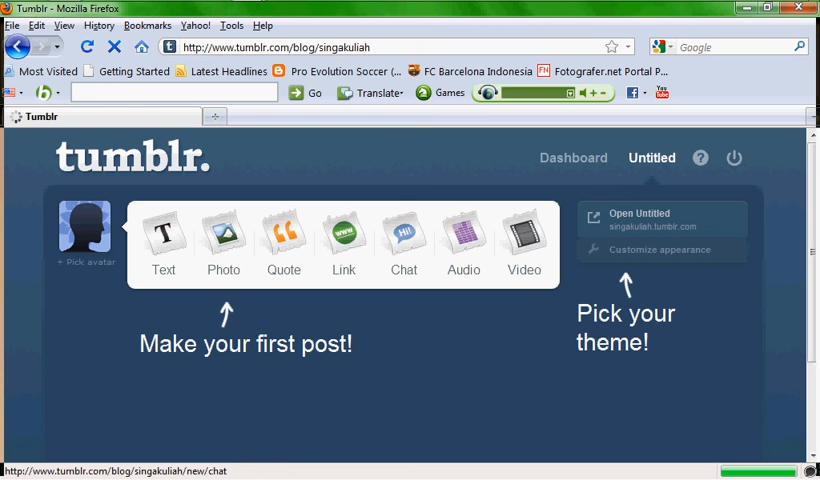 Tumblr - Mozilla Firefox
File Edit View History Bookmarks Yahoo! Tools Help
http://www.tumblr.com/blog/singakuliah
Google
Most Visited Getting Started Latest Headlines Pro Evolution Soccer (... FC Barcelona Indonesia Fotografer.net Portal P...
Go Translate Games
Tumblr
tumblr.
Dashboard Untitled ?
Open Untitled
singakuliah.tumblr.com
Customize appearance
+ Pick avatar
T
www
Hi!
Text Photo Quote Link Chat Audio Video
Make your first post!
Pick your
theme!
http://www.tumblr.com/blog/singakuliah/new/chat